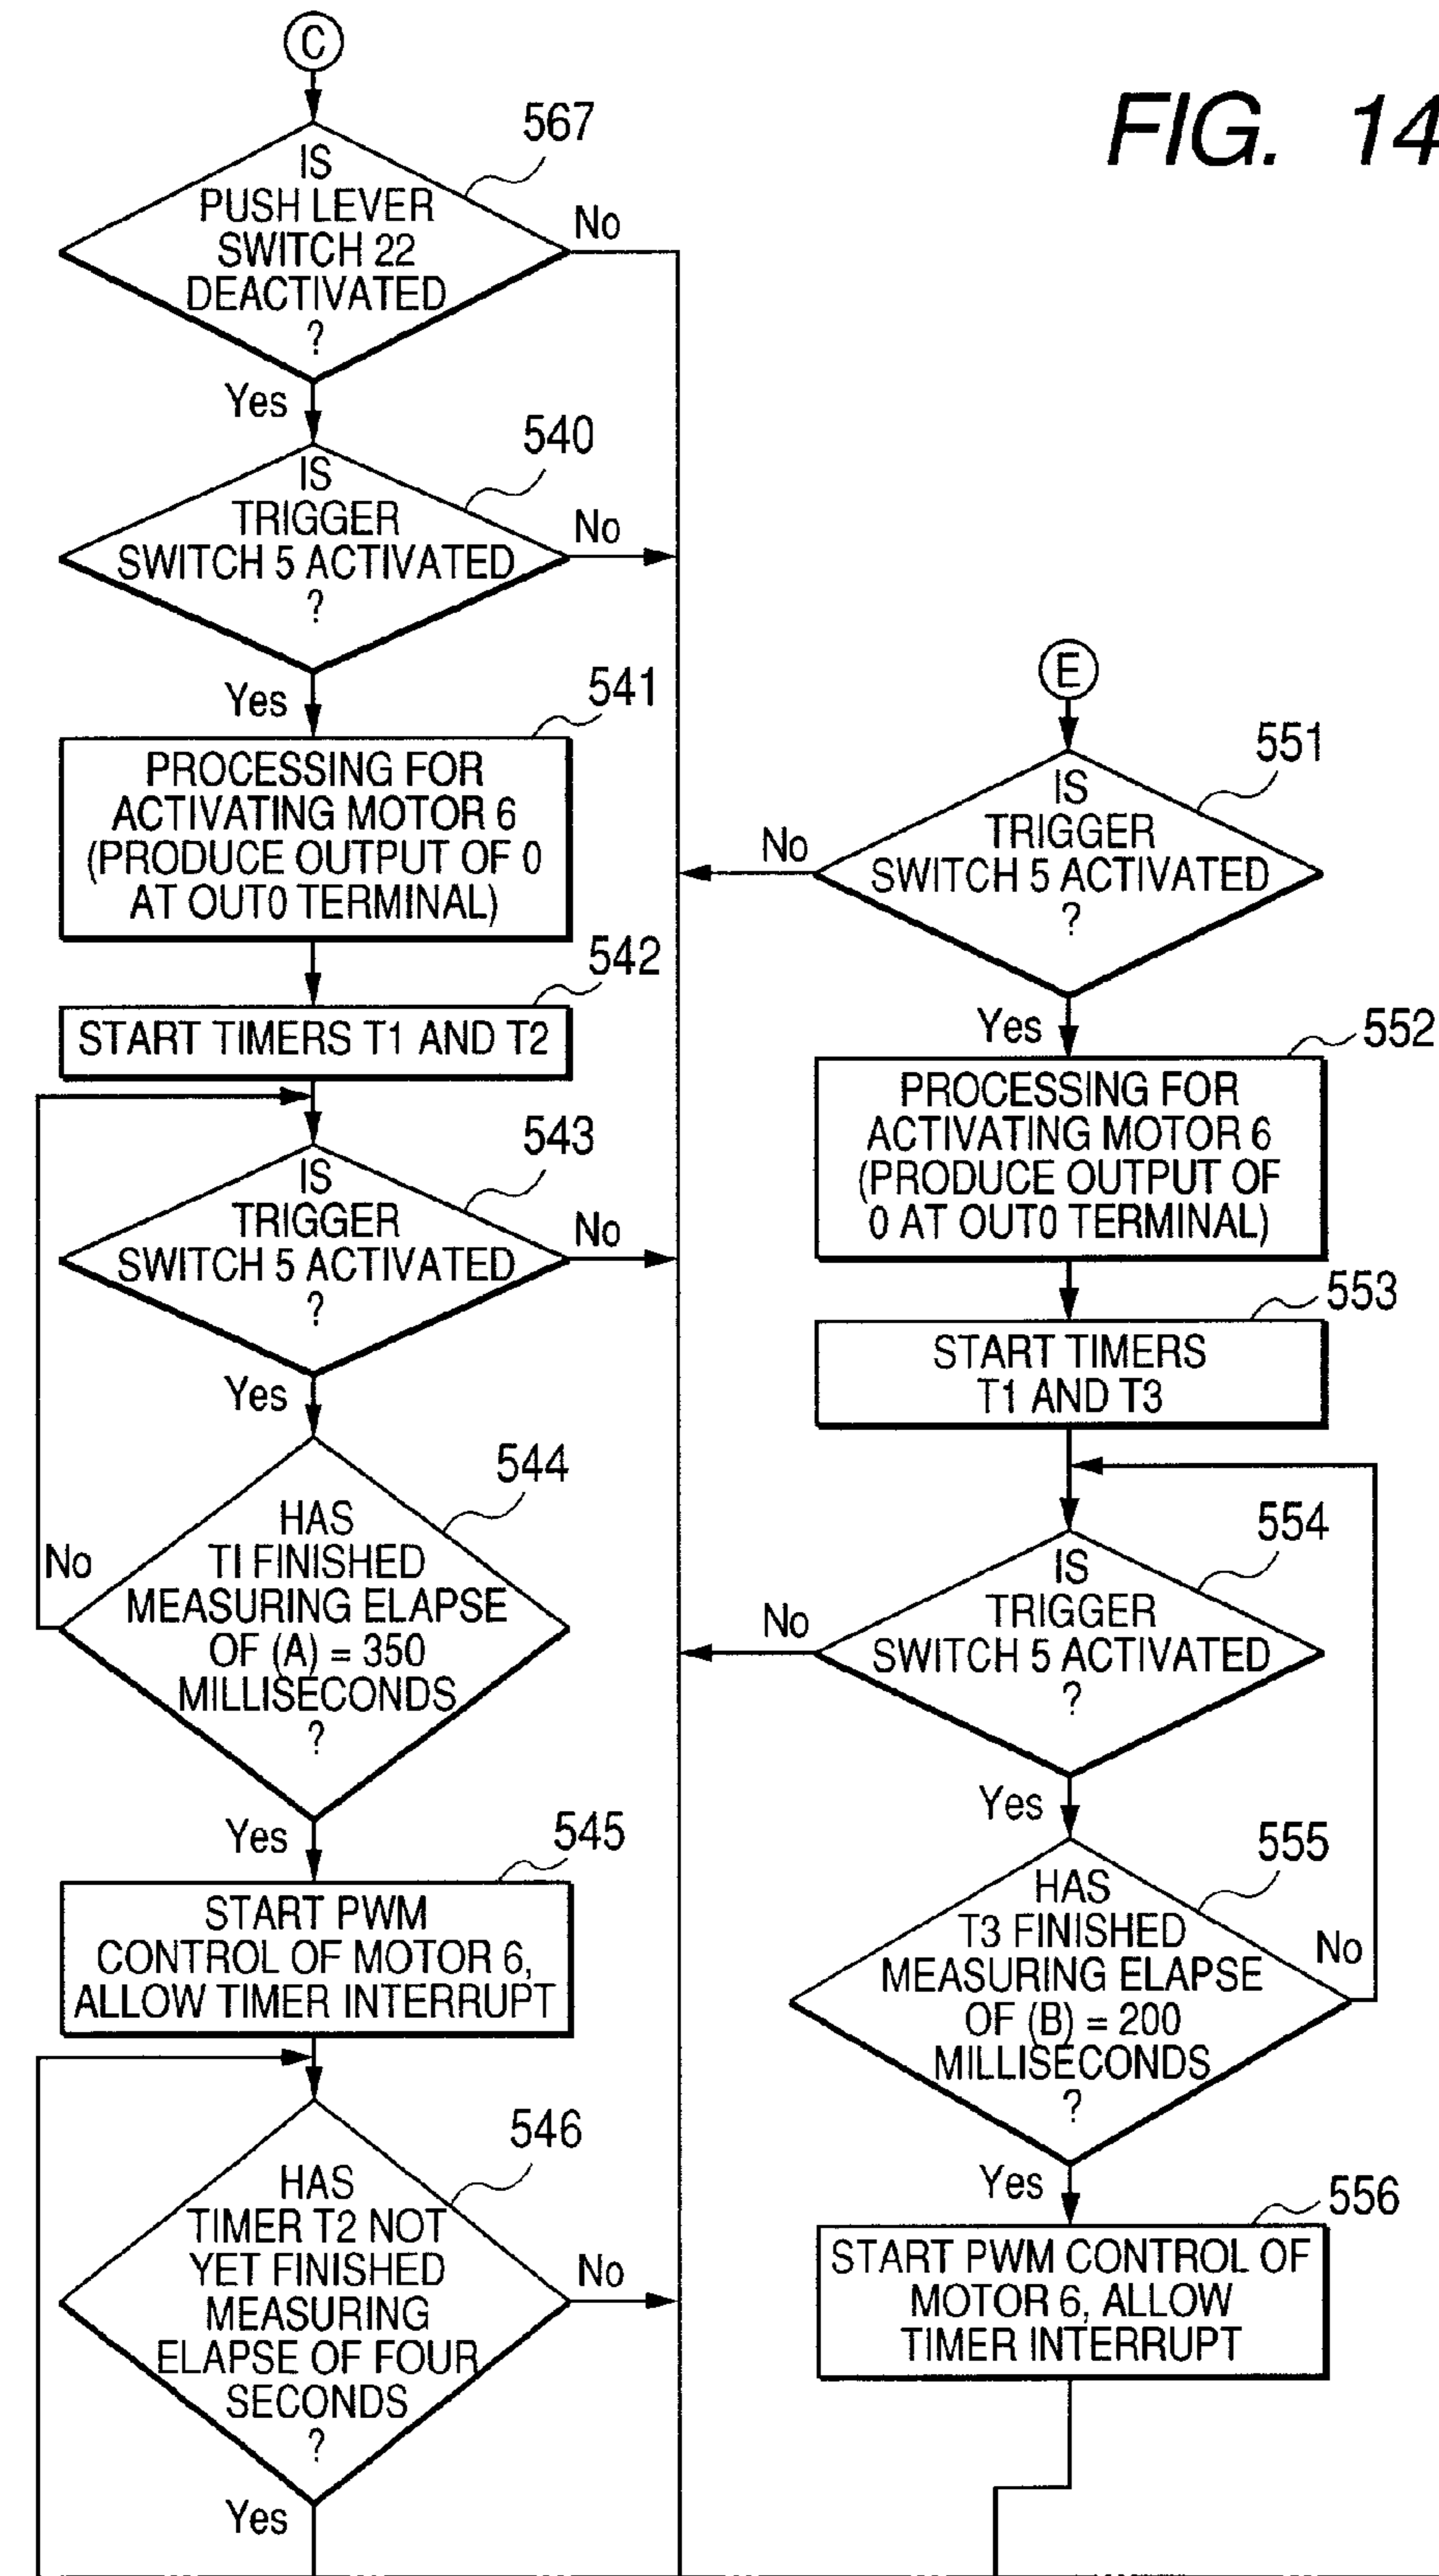 FIG. 14
C
567
IS
PUSH LEVER
SWITCH 22
DEACTIVATED
?
No
Yes
540
IS
TRIGGER
SWITCH 5 ACTIVATED
?
No
Yes
541
PROCESSING FOR
ACTIVATING MOTOR 6
(PRODUCE OUTPUT OF 0
AT OUT0 TERMINAL)
542
START TIMERS T1 AND T2
543
IS
TRIGGER
SWITCH 5 ACTIVATED
?
No
Yes
544
HAS
TI FINISHED
MEASURING ELAPSE
OF (A) = 350
MILLISECONDS
?
No
Yes
545
START PWM
CONTROL OF MOTOR 6,
ALLOW TIMER INTERRUPT
546
HAS
TIMER T2 NOT
YET FINISHED
MEASURING
ELAPSE OF FOUR
SECONDS
?
No
Yes
E
551
IS
TRIGGER
SWITCH 5 ACTIVATED
?
No
Yes
552
PROCESSING FOR
ACTIVATING MOTOR 6
(PRODUCE OUTPUT OF
0 AT OUT0 TERMINAL)
553
START TIMERS
T1 AND T3
554
IS
TRIGGER
SWITCH 5 ACTIVATED
?
No
Yes
555
HAS
T3 FINISHED
MEASURING ELAPSE
OF (B) = 200
MILLISECONDS
?
No
Yes
556
START PWM CONTROL OF
MOTOR 6, ALLOW
TIMER INTERRUPT